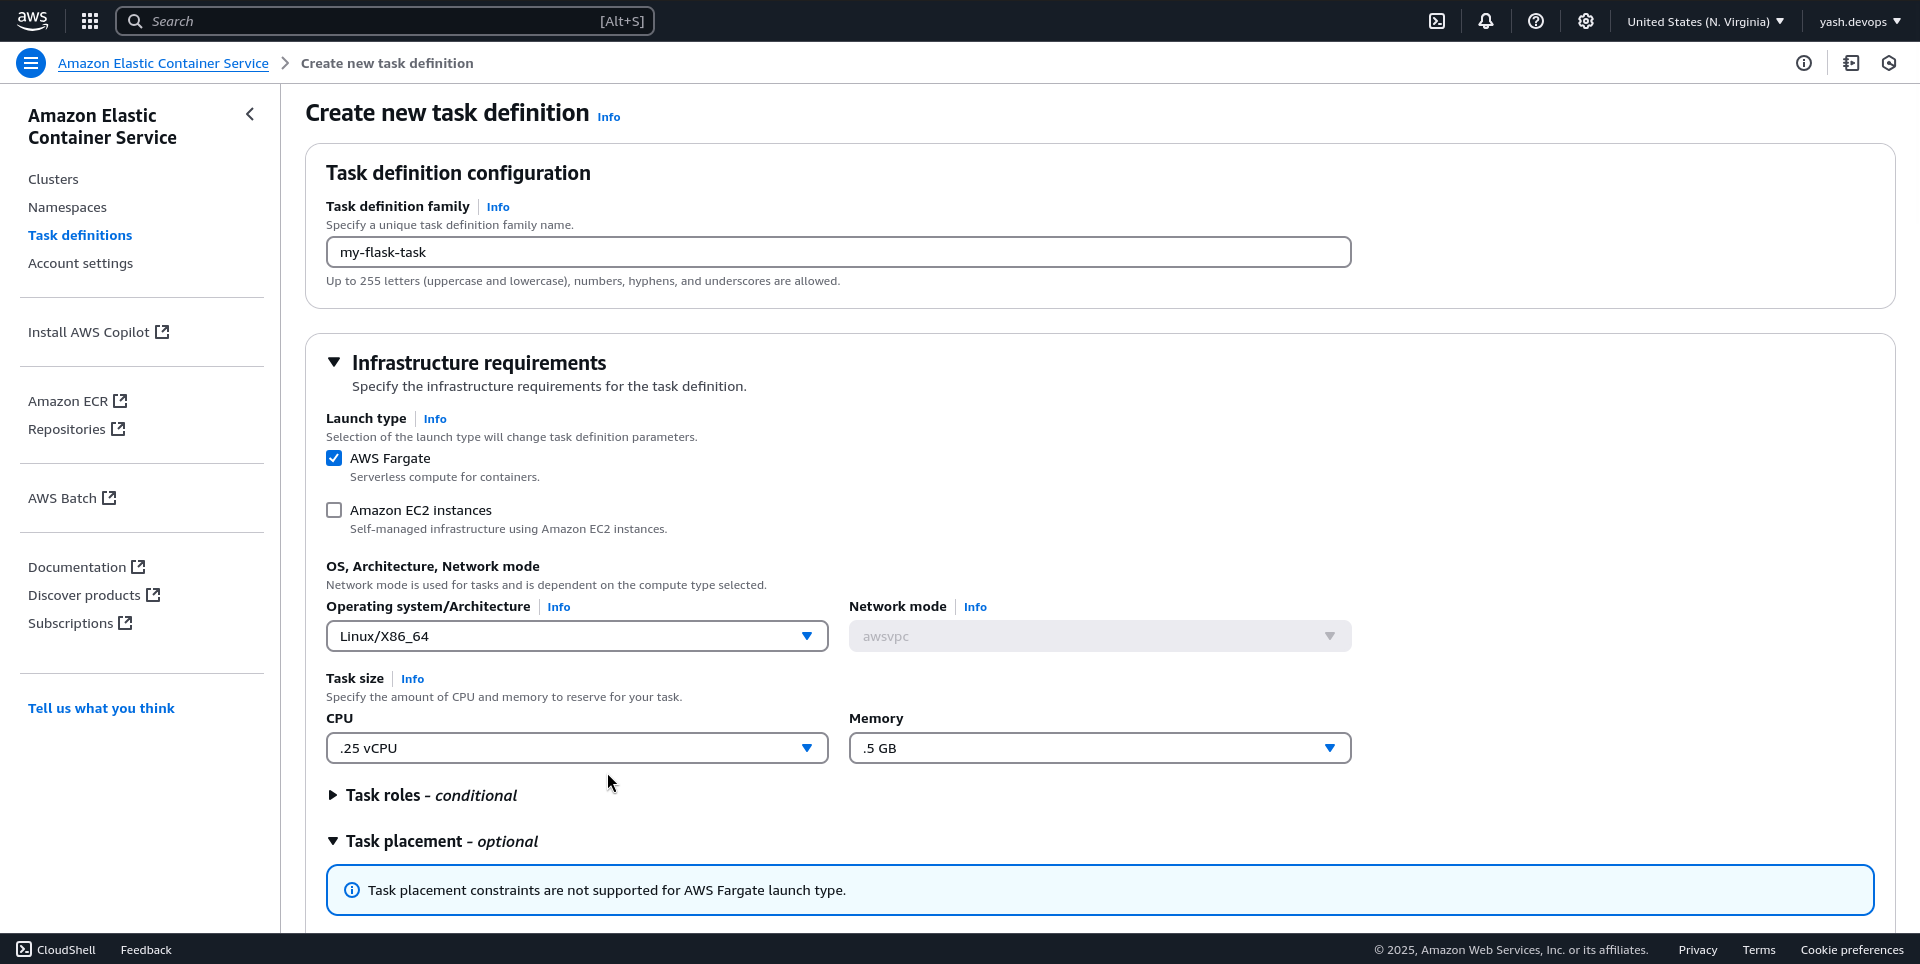 aws
Search [Alt+S]
United States (N. Virginia)
yash.devops
Amazon Elastic Container Service
Create new task definition
Amazon Elastic
Container Service
Clusters
Namespaces
Task definitions
Account settings
Install AWS Copilot
Amazon ECR
Repositories
AWS Batch
Documentation
Discover products
Subscriptions
Tell us what you think
Create new task definition Info
Task definition configuration
Task definition family Info
Specify a unique task definition family name.
my-flask-task
Up to 255 letters (uppercase and lowercase), numbers, hyphens, and underscores are allowed.
Infrastructure requirements
Specify the infrastructure requirements for the task definition.
Launch type Info
Selection of the launch type will change task definition parameters.
AWS Fargate
Serverless compute for containers.
Amazon EC2 instances
Self-managed infrastructure using Amazon EC2 instances.
OS, Architecture, Network mode
Network mode is used for tasks and is dependent on the compute type selected.
Operating system/Architecture Info
Linux/X86_64
Network mode Info
awsvpc
Task size Info
Specify the amount of CPU and memory to reserve for your task.
CPU
.25 vCPU
Memory
.5 GB
Task roles - conditional
Task placement - optional
Task placement constraints are not supported for AWS Fargate launch type.
CloudShell
Feedback
© 2025, Amazon Web Services, Inc. or its affiliates.
Privacy
Terms
Cookie preferences